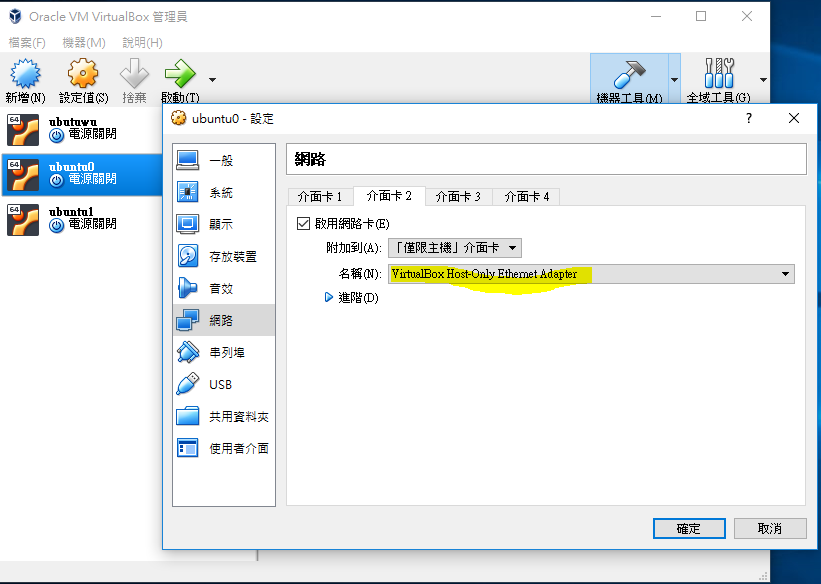 Oracle VM VirtualBox 管理員
檔案(F) 機器(M) 說明(H)
新增(N) 設定值(S) 捨棄 啟動(T) 機器工具(M) 全域工具(G)
64 ubutuwu
電源關閉
64 ubuntu0
電源關閉
64 ubuntu1
電源關閉
ubuntu0 - 設定 ?
一般
系統
顯示
存放裝置
音效
網路
串列埠
USB
共用資料夾
使用者介面
網路
介面卡 1 介面卡 2 介面卡 3 介面卡 4
啟用網路卡(E)
附加到(A): 「僅限主機」介面卡
名稱(N): VirtualBox Host-Only Ethernet Adapter
進階(D)
確定 取消